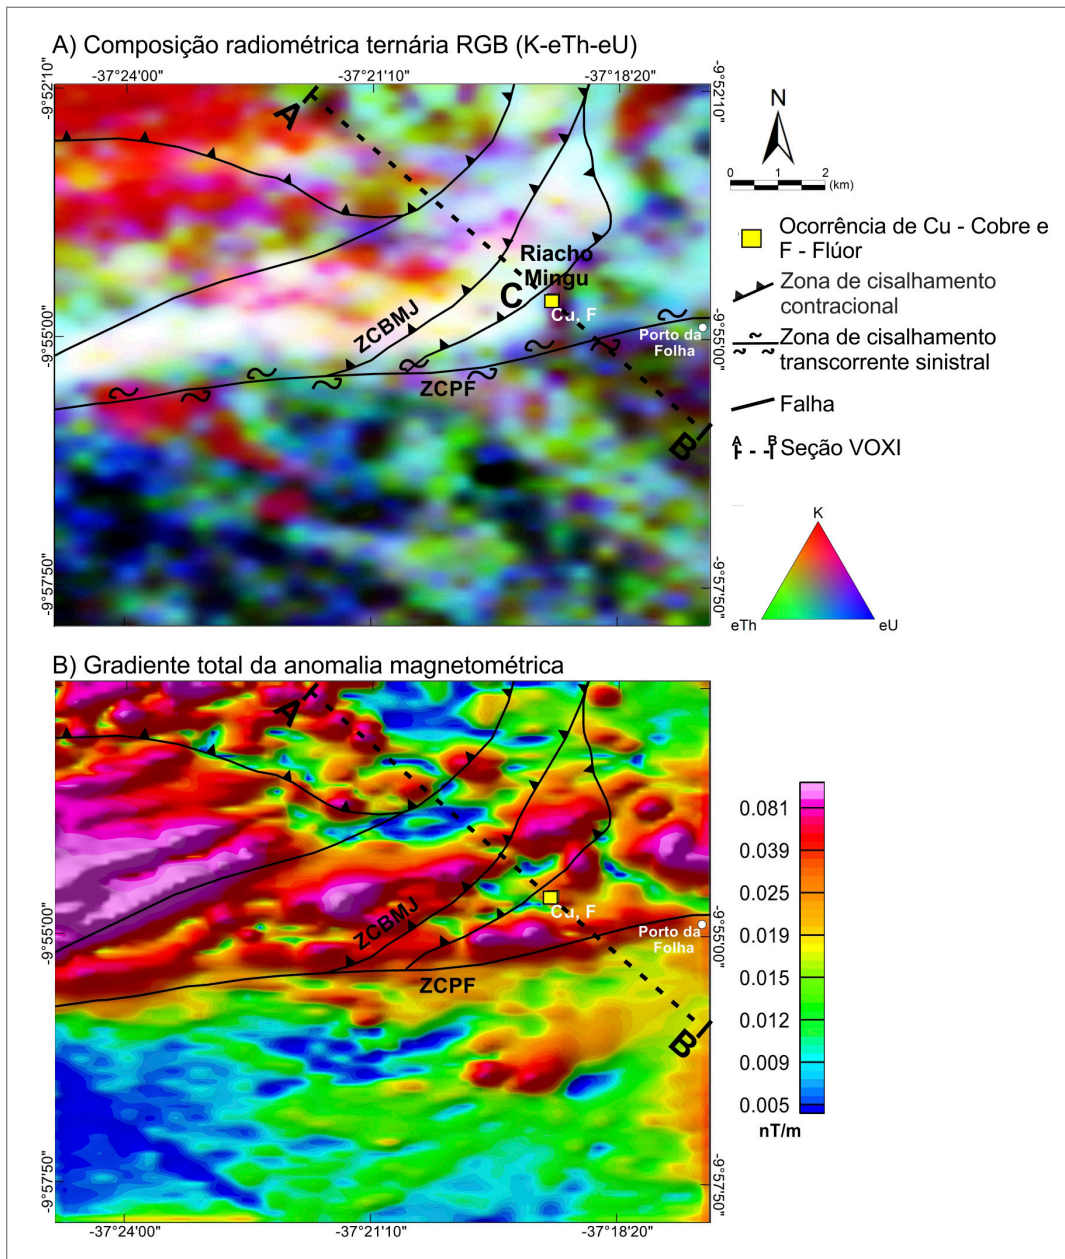 A) Composição radiométrica ternária RGB (K-eTh-eU)
-37°24'00"
-37°21'10"
-37°18'20"
-9°52'10"
-9°52'10"
A
N
0 1 2
(km)
Ocorrência de Cu - Cobre e
F - Flúor
Riacho
Mingu
C
Cu, F
Zona de cisalhamento
contracional
-9°55'00"
ZCBMJ
Porto da
Folha
-9°55'00"
Zona de cisalhamento
transcorrente sinistral
ZCPF
Falha
B
A B
Seção VOXI
K
eTh
eU
-9°57'50"
-9°57'50"
B) Gradiente total da anomalia magnetométrica
A
0.081
0.039
0.025
0.019
0.015
0.012
0.009
0.005
nT/m
Cu, F
ZCBMJ
-9°55'00"
Porto da
Folha
-9°55'00"
ZCPF
B
-9°57'50"
-9°57'50"
-37°24'00"
-37°21'10"
-37°18'20"